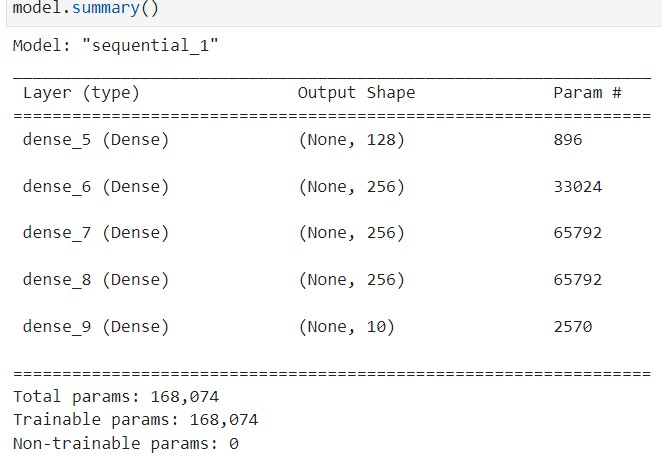 model.summary()
Model: "sequential_1"
Layer (type) Output Shape Param #
dense_5 (Dense) (None, 128) 896
dense_6 (Dense) (None, 256) 33024
dense_7 (Dense) (None, 256) 65792
dense_8 (Dense) (None, 256) 65792
dense_9 (Dense) (None, 10) 2570
Total params: 168,074
Trainable params: 168,074
Non-trainable params: 0